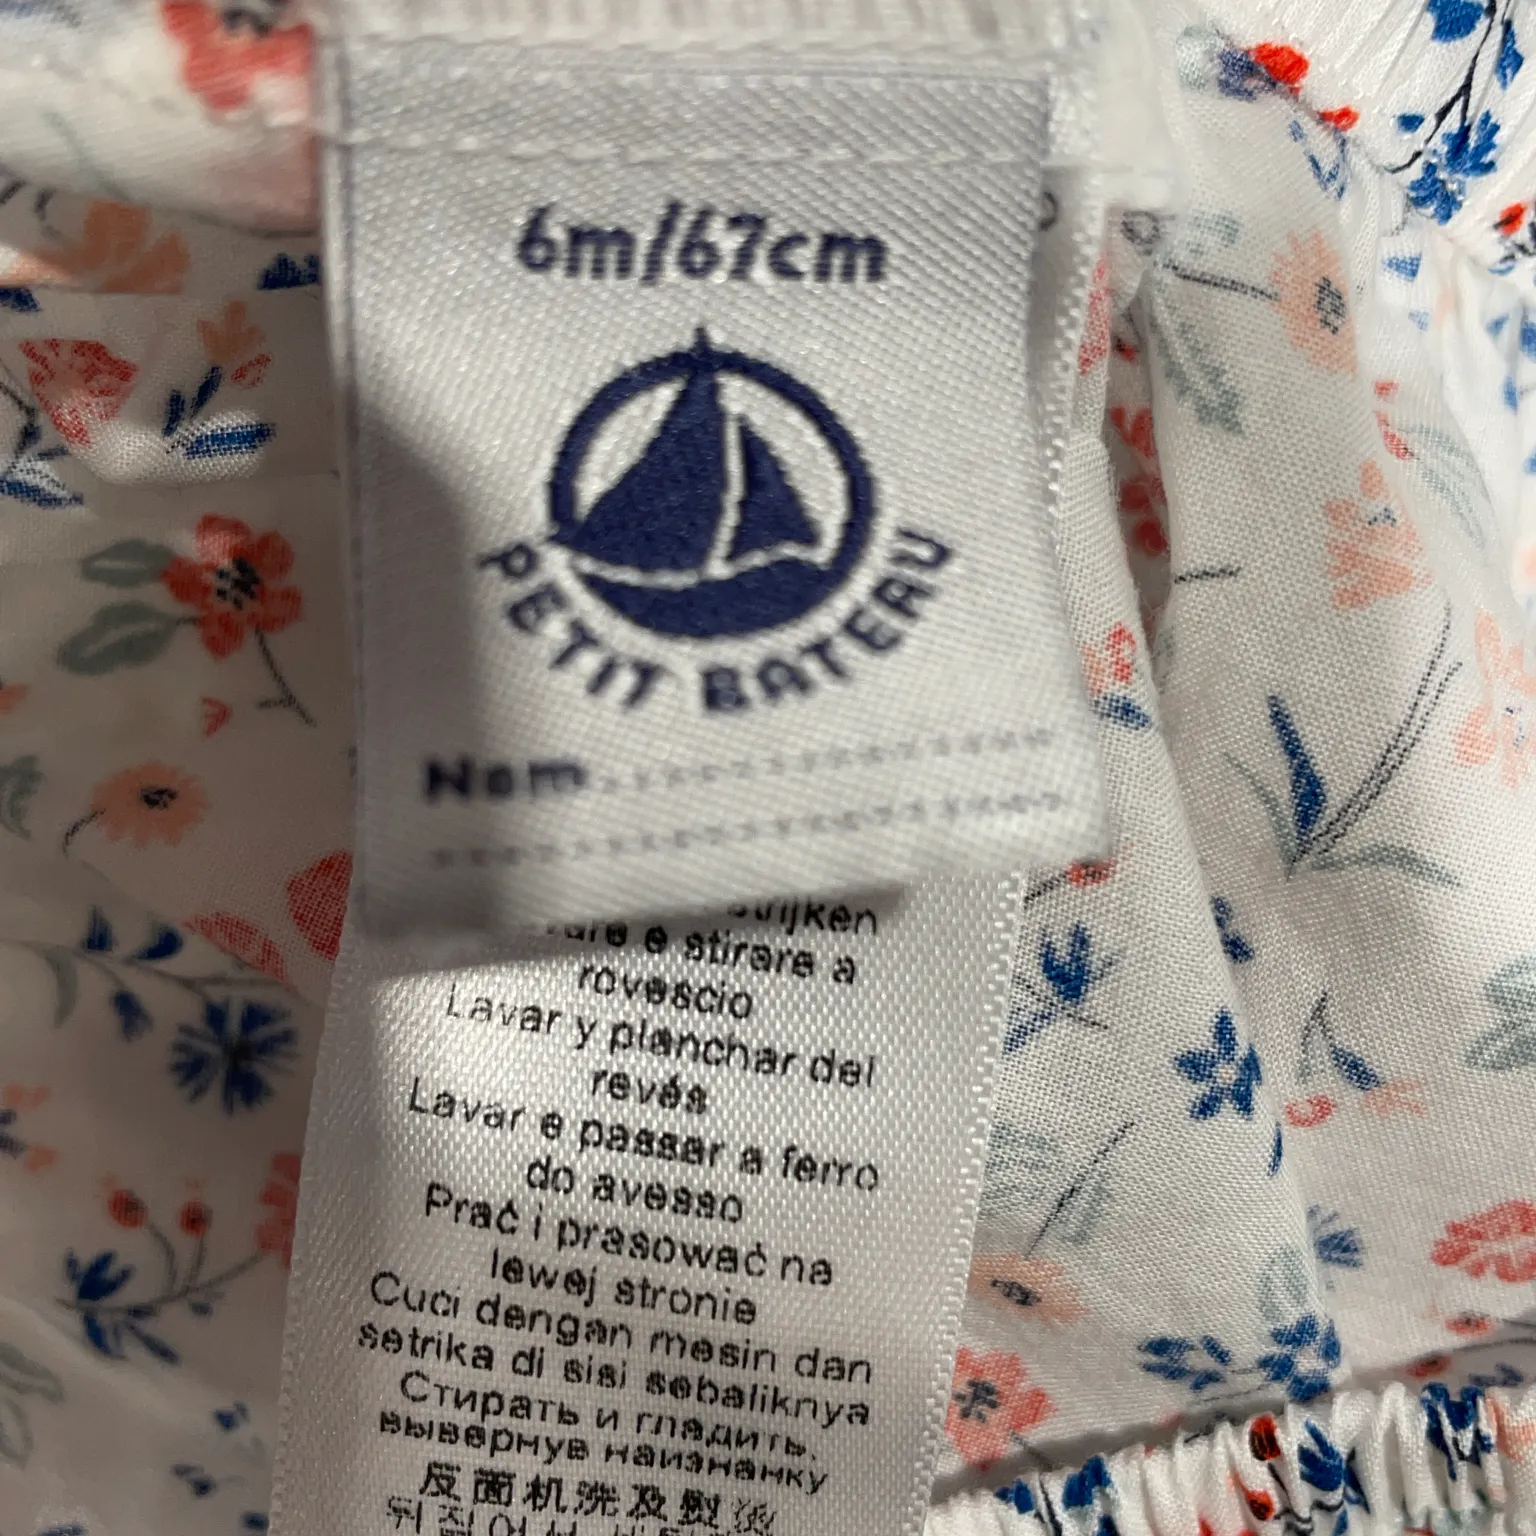 6m/67cm
PETIT BATEAU
Nom
strijken
e stirare a
rovescio
Lavar y planchar del
revés
Lavar e passar a ferro
do avesso
Prać i prasować na
lewej stronie
Cuci dengan mesin dan
setrika di sisi sebaliknya
Стирать и гладить,
вывернув наизнанку
反面机洗及熨